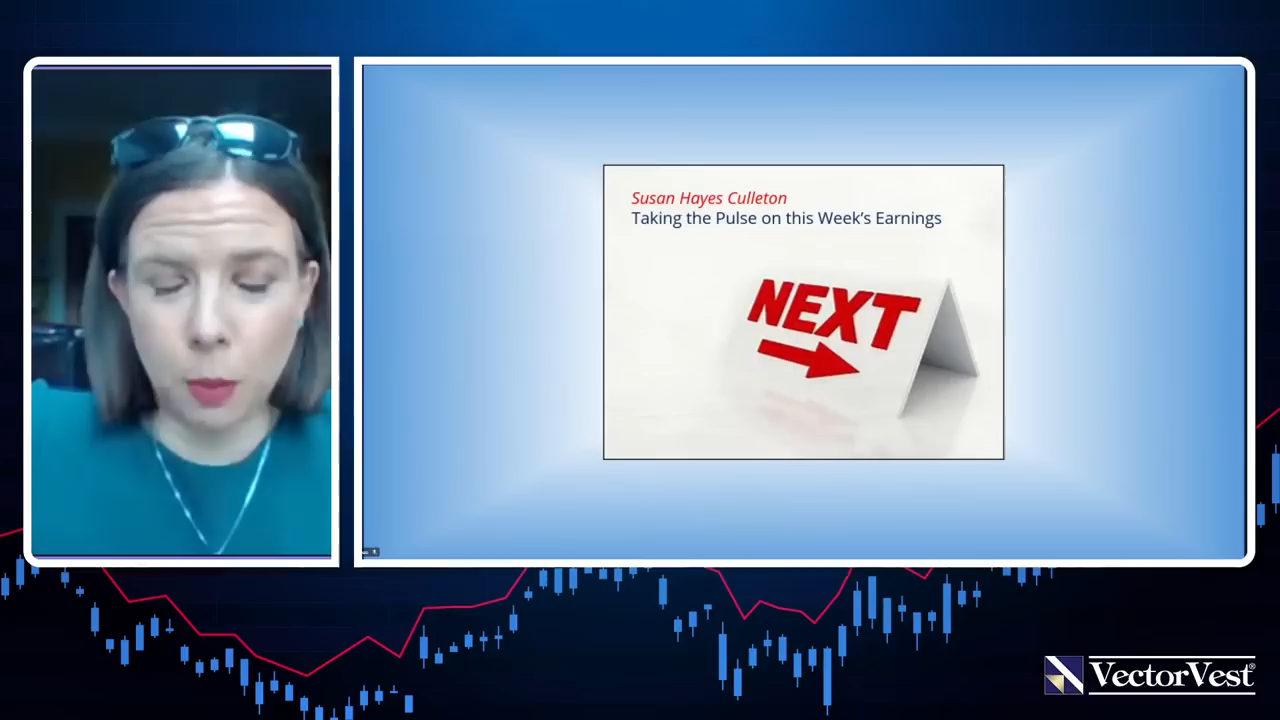 Susan Hayes Culleton
Taking the Pulse on this Week's Earnings
NEXT
VectorVest®